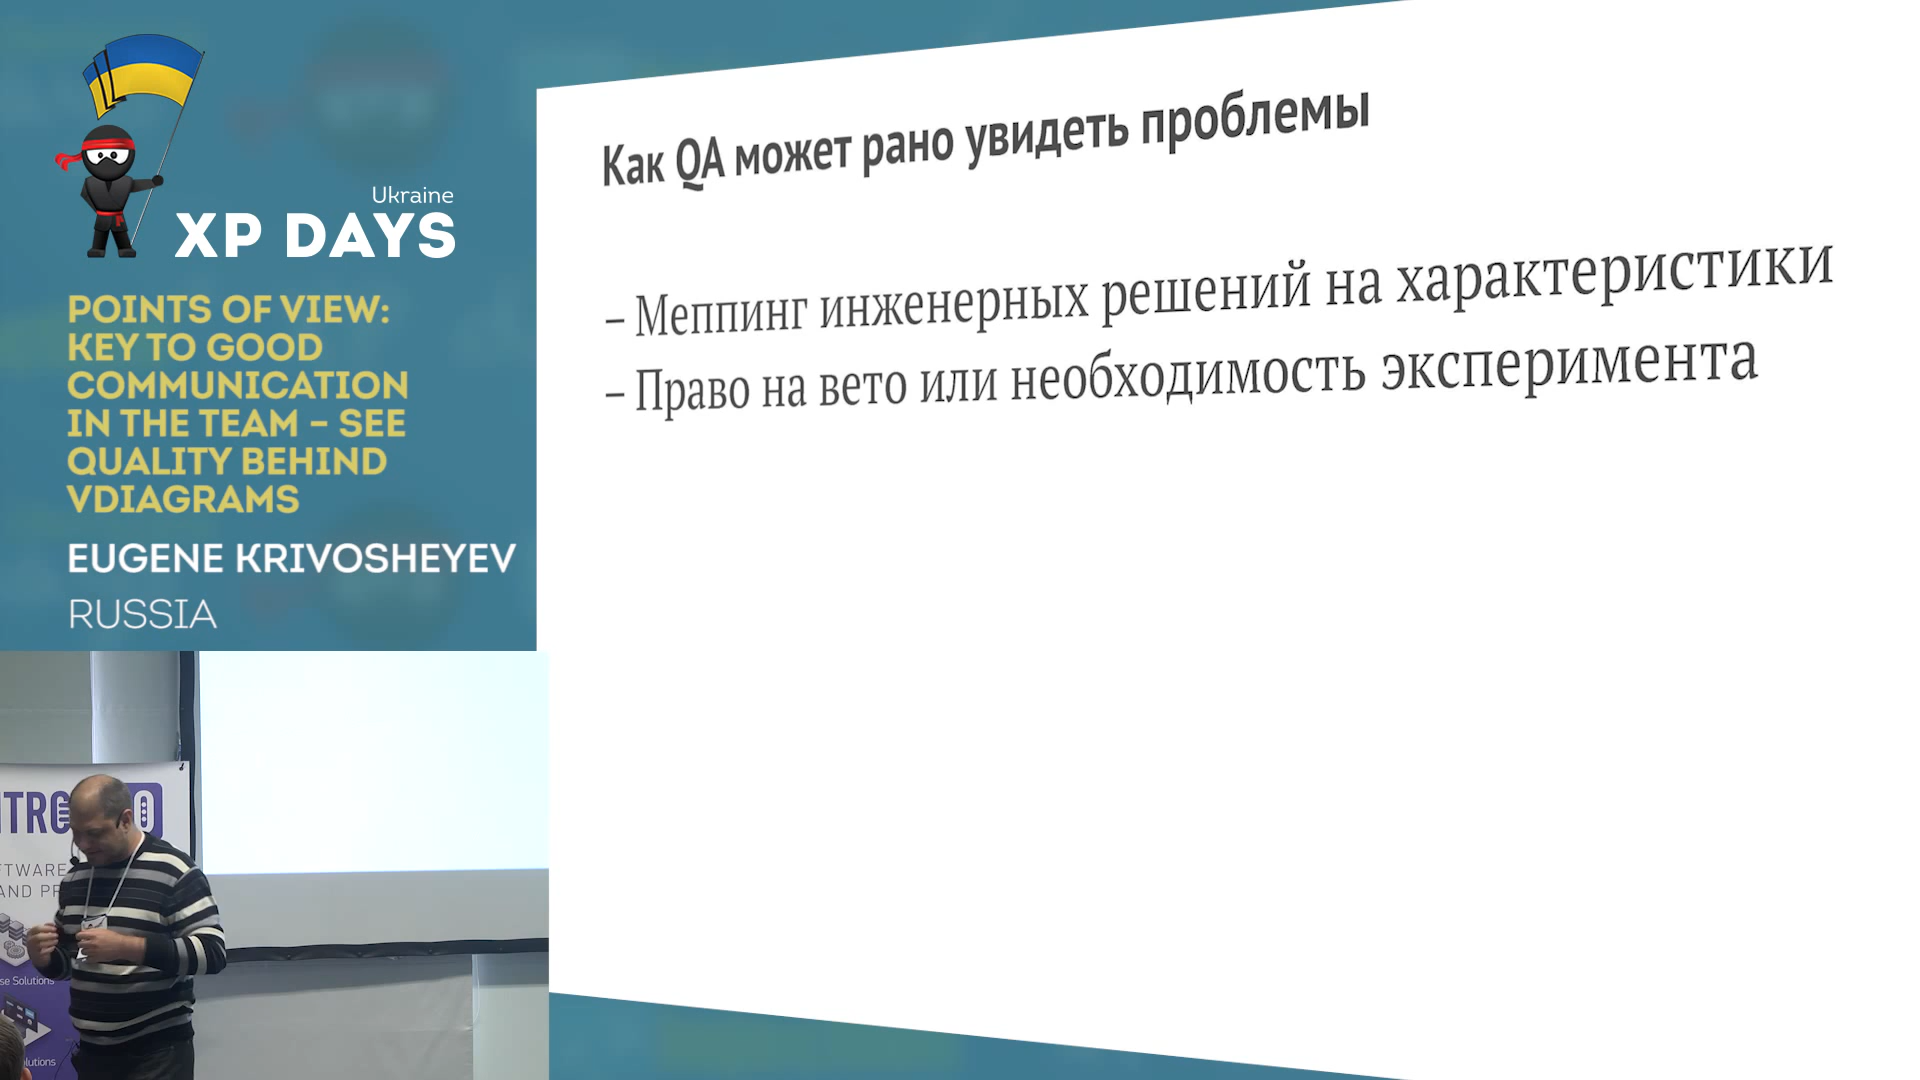 Ukraine
XP DAYS
POINTS OF VIEW:
KEY TO GOOD
COMMUNICATION
IN THE TEAM – SEE
QUALITY BEHIND
VDIAGRAMS
EUGENE KRIVOSHEYEV
RUSSIA
Как QA может рано увидеть проблемы
– Меппинг инженерных решений на характеристики
– Право на вето или необходимость эксперимента
Solutions